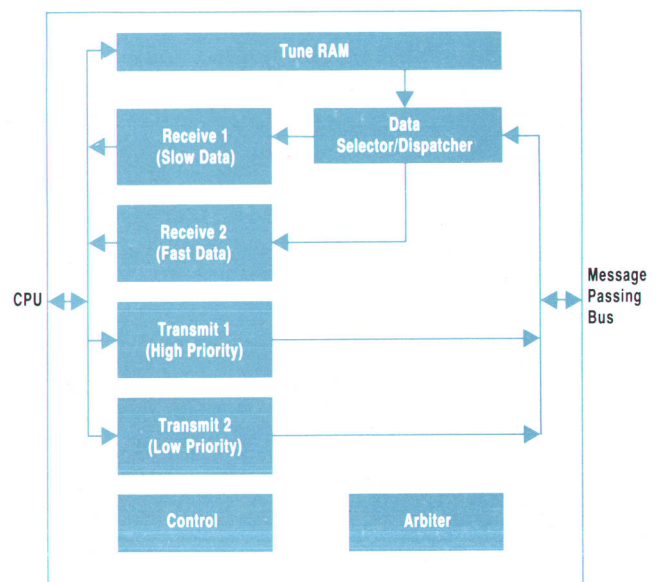 Tune RAM
Receive 1
(Slow Data)
Data
Selector/Dispatcher
Receive 2
(Fast Data)
CPU
Message
Passing
Bus
Transmit 1
(High Priority)
Transmit 2
(Low Priority)
Control
Arbiter